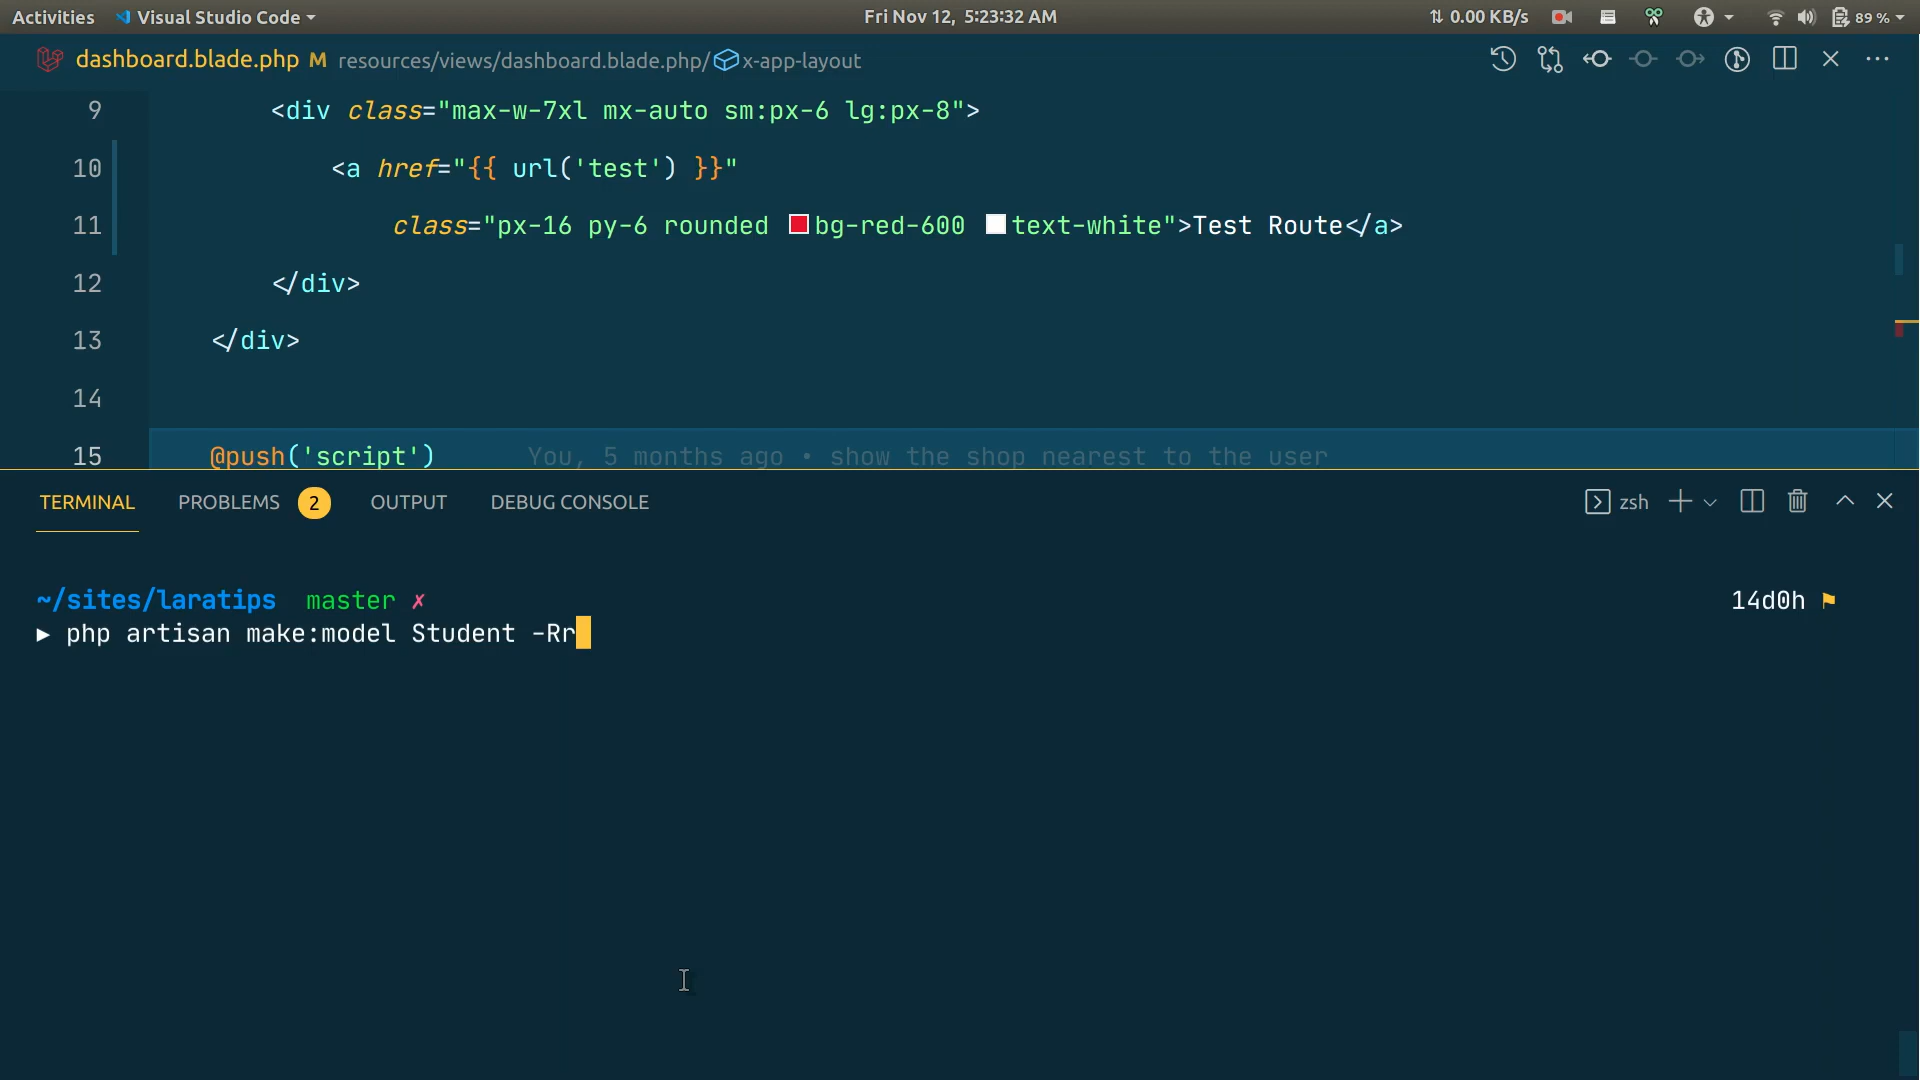 Activities Visual Studio Code Fri Nov 12, 5:23:32 AM 0.00 KB/s 89 %
dashboard.blade.php M resources/views/dashboard.blade.php/ x-app-layout
9 <div class="max-w-7xl mx-auto sm:px-6 lg:px-8">
10 <a href="{{ url('test') }}"
11 class="px-16 py-6 rounded bg-red-600 text-white">Test Route</a>
12 </div>
13 </div>
14
15 @push('script') You, 5 months ago • show the shop nearest to the user
TERMINAL PROBLEMS 2 OUTPUT DEBUG CONSOLE zsh
~/sites/laratips master ✗ 14d0h
▶ php artisan make:model Student -Rr